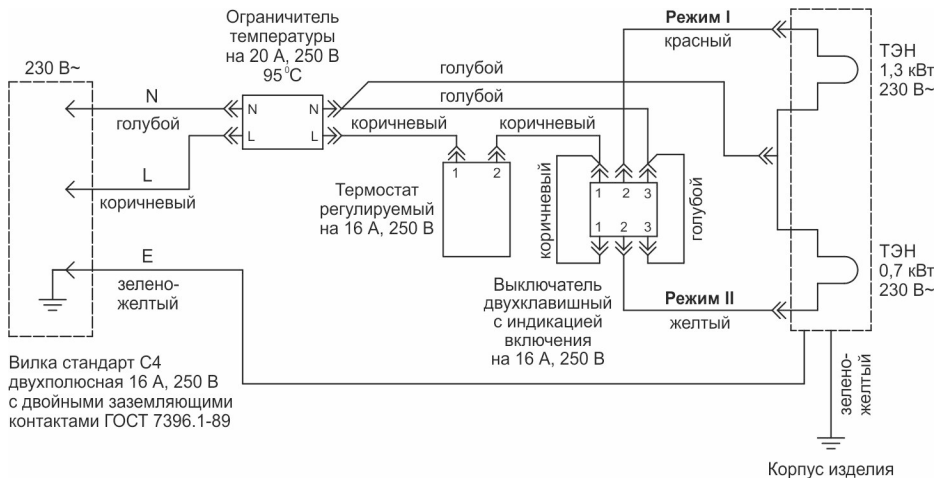 Ограничитель
температуры
на 20 А, 250 В
95⁰С
230 В~
N
голубой
L
коричневый
E
зелено-
желтый
N N
L L
голубой
голубой
коричневый
коричневый
1 2
Термостат
регулируемый
на 16 А, 250 В
Режим I
красный
коричневый
1 2 3
1 2 3
голубой
Выключатель
двухклавишный
с индикацией
включения
на 16 А, 250 В
Режим II
желтый
ТЭН
1,3 кВт
230 В~
ТЭН
0,7 кВт
230 В~
Вилка стандарт С4
двухполюсная 16 А, 250 В
с двойными заземляющими
контактами ГОСТ 7396.1-89
зелено-
желтый
Корпус изделия